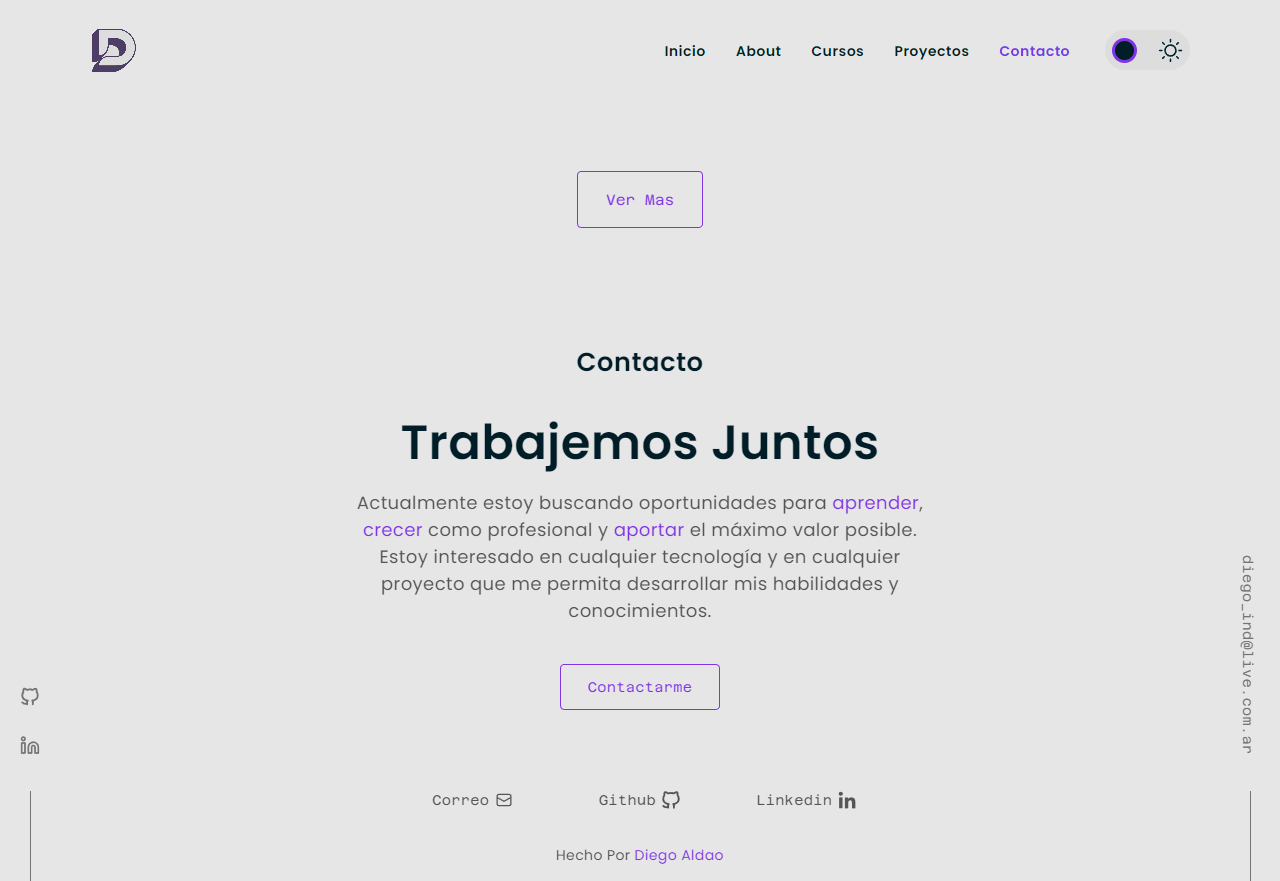 Inicio About Cursos Proyectos Contacto
Ver Mas
Contacto
Trabajemos Juntos
Actualmente estoy buscando oportunidades para aprender,
crecer como profesional y aportar el máximo valor posible.
Estoy interesado en cualquier tecnología y en cualquier
proyecto que me permita desarrollar mis habilidades y
conocimientos.
Contactarme
diego_ind@live.com.ar
Correo Github Linkedin
Hecho Por Diego Aldao